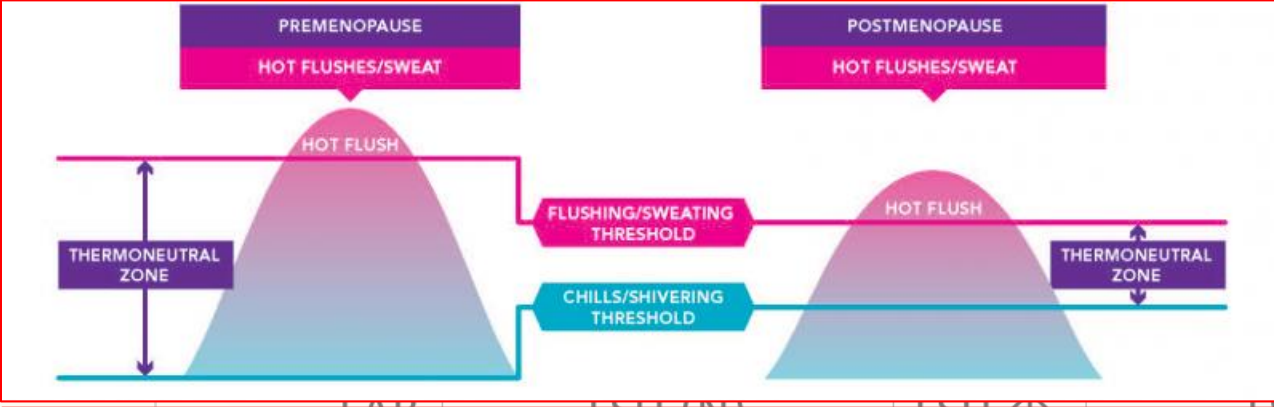 PREMENOPAUSE
HOT FLUSHES/SWEAT
POSTMENOPAUSE
HOT FLUSHES/SWEAT
HOT FLUSH
HOT FLUSH
FLUSHING/SWEATING
THRESHOLD
THERMONEUTRAL
ZONE
THERMONEUTRAL
ZONE
CHILLS/SHIVERING
THRESHOLD